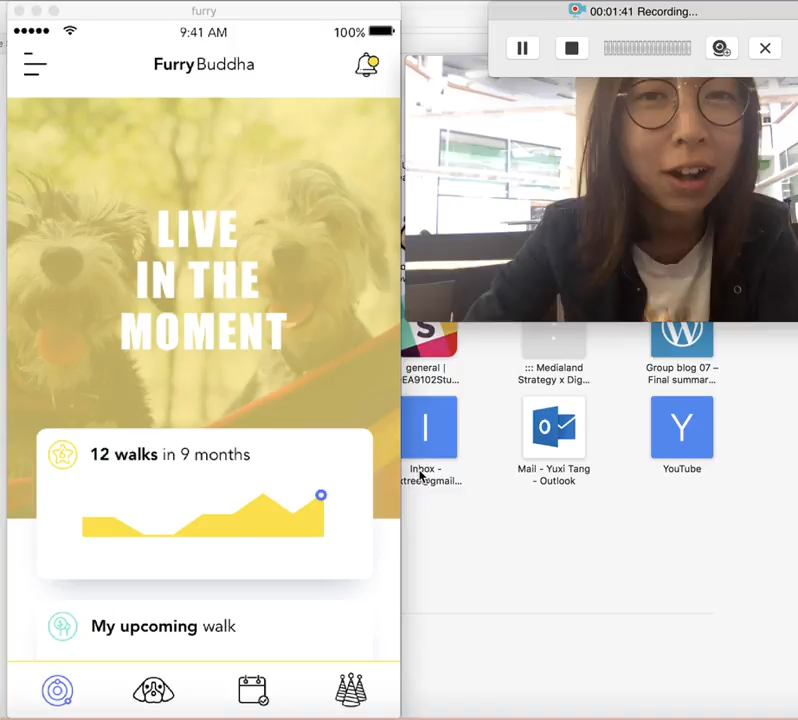 furry
9:41 AM
100%
FurryBuddha
LIVE
IN THE
MOMENT
12 walks in 9 months
My upcoming walk
00:01:41 Recording...
S
general |
EA9102Stu...
::: Medialand
Strategy x Dig...
Group blog 07 –
Final summar...
I
Inbox -
Mail - Yuxi Tang
- Outlook
Y
YouTube